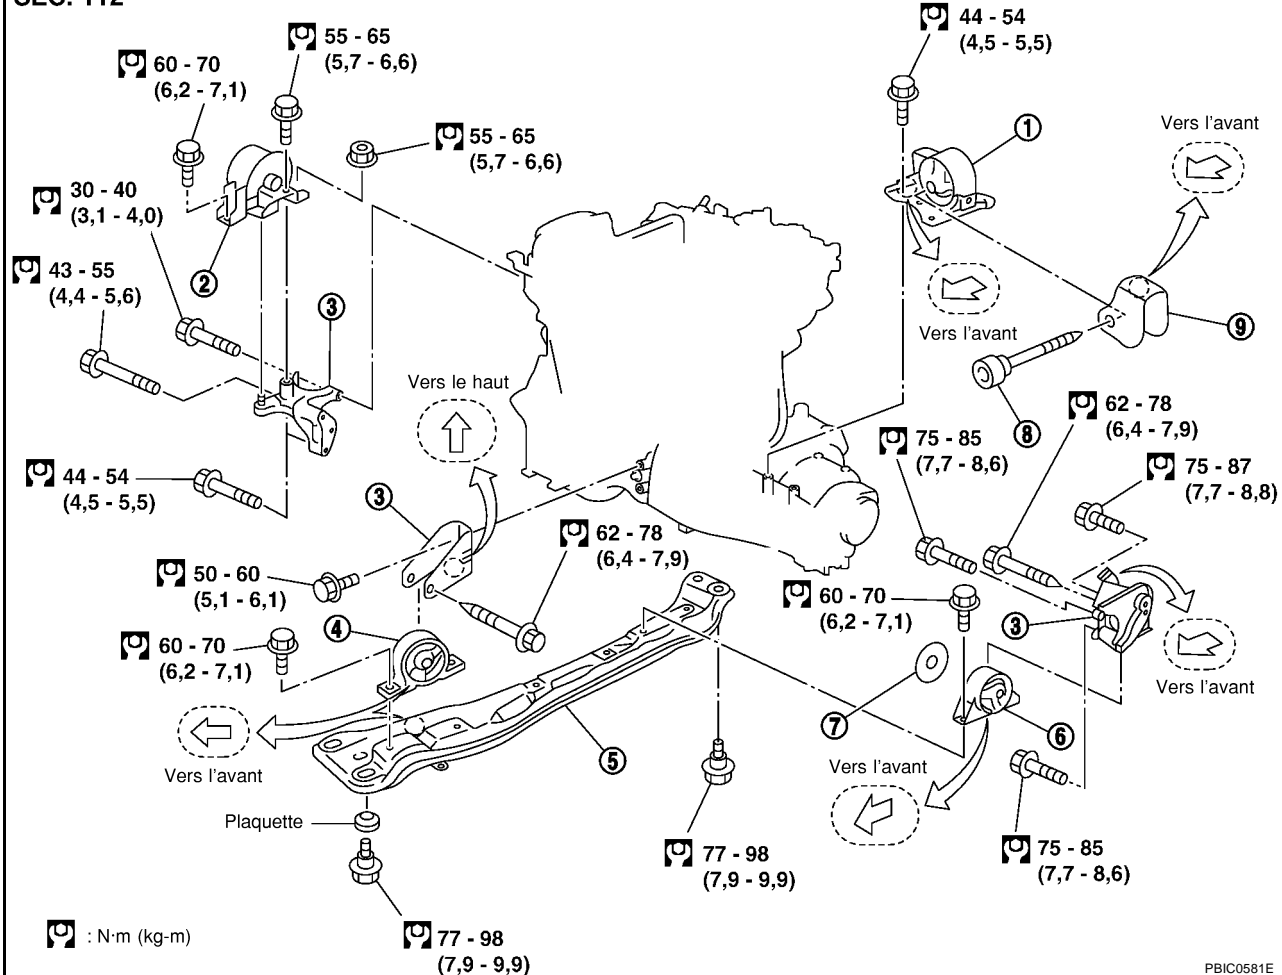 SEC. 112
44 - 54
(4,5 - 5,5)
55 - 65
(5,7 - 6,6)
60 - 70
(6,2 - 7,1)
55 - 65
(5,7 - 6,6)
1
Vers l'avant
30 - 40
(3,1 - 4,0)
43 - 55
(4,4 - 5,6)
2
3
Vers l'avant
9
Vers le haut
8
62 - 78
(6,4 - 7,9)
75 - 85
(7,7 - 8,6)
75 - 87
(7,7 - 8,8)
44 - 54
(4,5 - 5,5)
3
62 - 78
(6,4 - 7,9)
50 - 60
(5,1 - 6,1)
60 - 70
(6,2 - 7,1)
4
3
60 - 70
(6,2 - 7,1)
Vers l'avant
7
6
5
Vers l'avant
Vers l'avant
Plaquette
77 - 98
(7,9 - 9,9)
75 - 85
(7,7 - 8,6)
: N·m (kg-m)
77 - 98
(7,9 - 9,9)
PBIC0581E